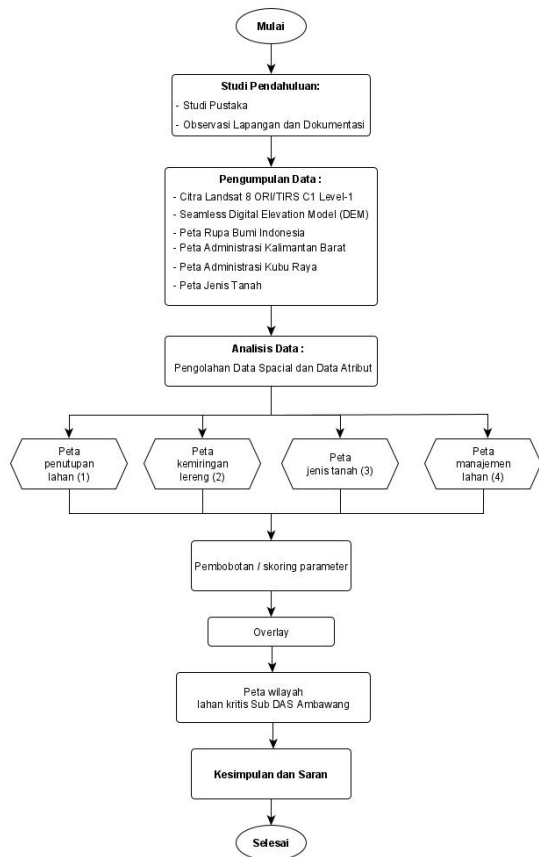 Mulai
Studi Pendahuluan:
- Studi Pustaka
- Observasi Lapangan dan Dokumentasi
Pengumpulan Data :
- Citra Landsat 8 ORI/TIRS C1 Level-1
- Seamless Digital Elevation Model (DEM)
- Peta Rupa Bumi Indonesia
- Peta Administrasi Kalimantan Barat
- Peta Administrasi Kubu Raya
- Peta Jenis Tanah
Analisis Data :
Pengolahan Data Spacial dan Data Atribut
Peta
penutupan
lahan (1)
Peta
kemiringan
lereng (2)
Peta
jenis tanah (3)
Peta
manajemen
lahan (4)
Pembobotan / skoring parameter
Overlay
Peta wilayah
lahan kritis Sub DAS Ambawang
Kesimpulan dan Saran
Selesai